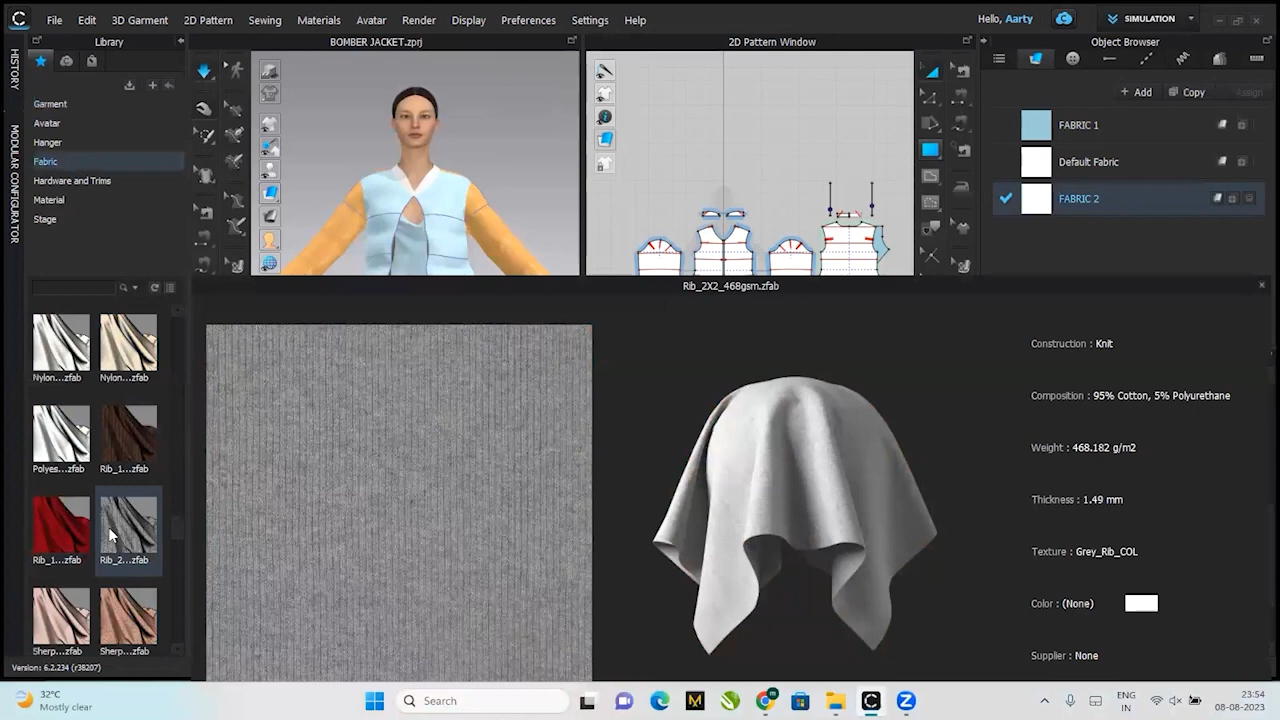 File Edit 3D Garment 2D Pattern Sewing Materials Avatar Render Display Preferences Settings Help
Hello, Aarty
SIMULATION
Library
BOMBER JACKET.zprj
2D Pattern Window
Object Browser
HISTORY
MODULAR CONFIGURATOR
Add
Copy
Assign
Garment
Avatar
Hanger
Fabric
Hardware and Trims
Material
Stage
FABRIC 1
Default Fabric
FABRIC 2
Rib_2X2_468gsm.zfab
Nylon...zfab
Nylon...zfab
Polyes...zfab
Rib_1...zfab
Rib_1...zfab
Rib_2...zfab
Sherp...zfab
Sherp...zfab
Construction : Knit
Composition : 95% Cotton, 5% Polyurethane
Weight : 468.182 g/m2
Thickness : 1.49 mm
Texture : Grey_Rib_COL
Color : (None)
Supplier : None
Version: 6.2.234 (r38207)
32°C
Mostly clear
Search
ENG
IN
23:54
08-08-2023